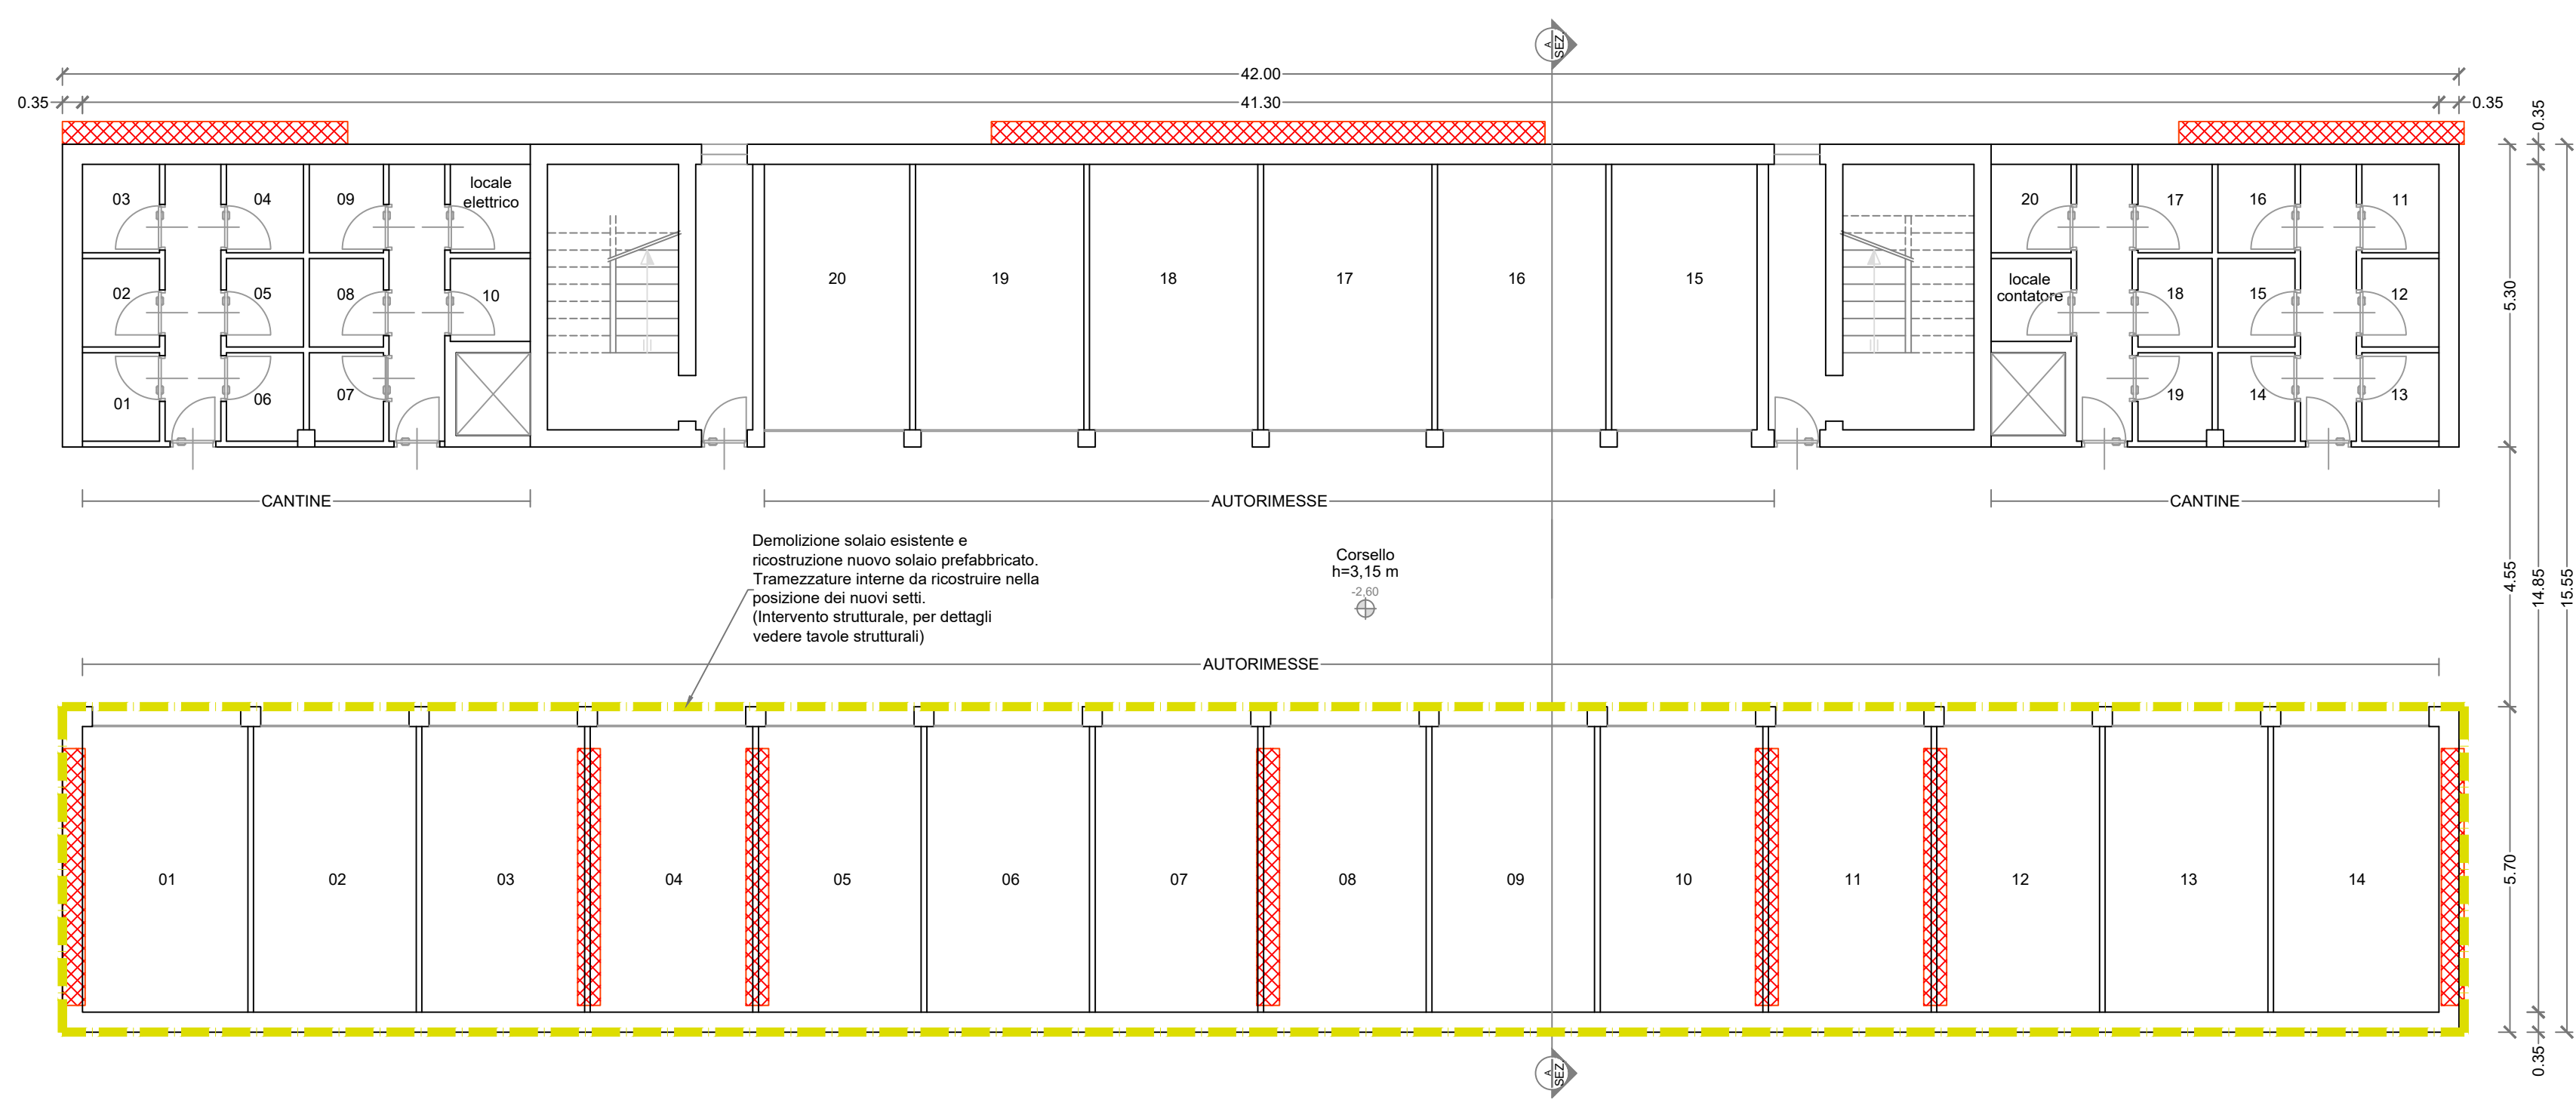 A
SEZ.
42.00
0.35
41.30
0.35
0.35
03
04
09
locale
elettrico
20
17
16
11
02
05
08
10
20
19
18
17
16
15
locale
contatore
18
15
12
5.30
01
06
07
19
14
13
CANTINE
AUTORIMESSE
CANTINE
Demolizione solaio esistente e
ricostruzione nuovo solaio prefabbricato.
Tramezzature interne da ricostruire nella
posizione dei nuovi setti.
(Intervento strutturale, per dettagli
vedere tavole strutturali)
Corsello
h=3,15 m
-2,60
4.55
14.85
15.55
AUTORIMESSE
01
02
03
04
05
06
07
08
09
10
11
12
13
14
5.70
0.35
A
SEZ.